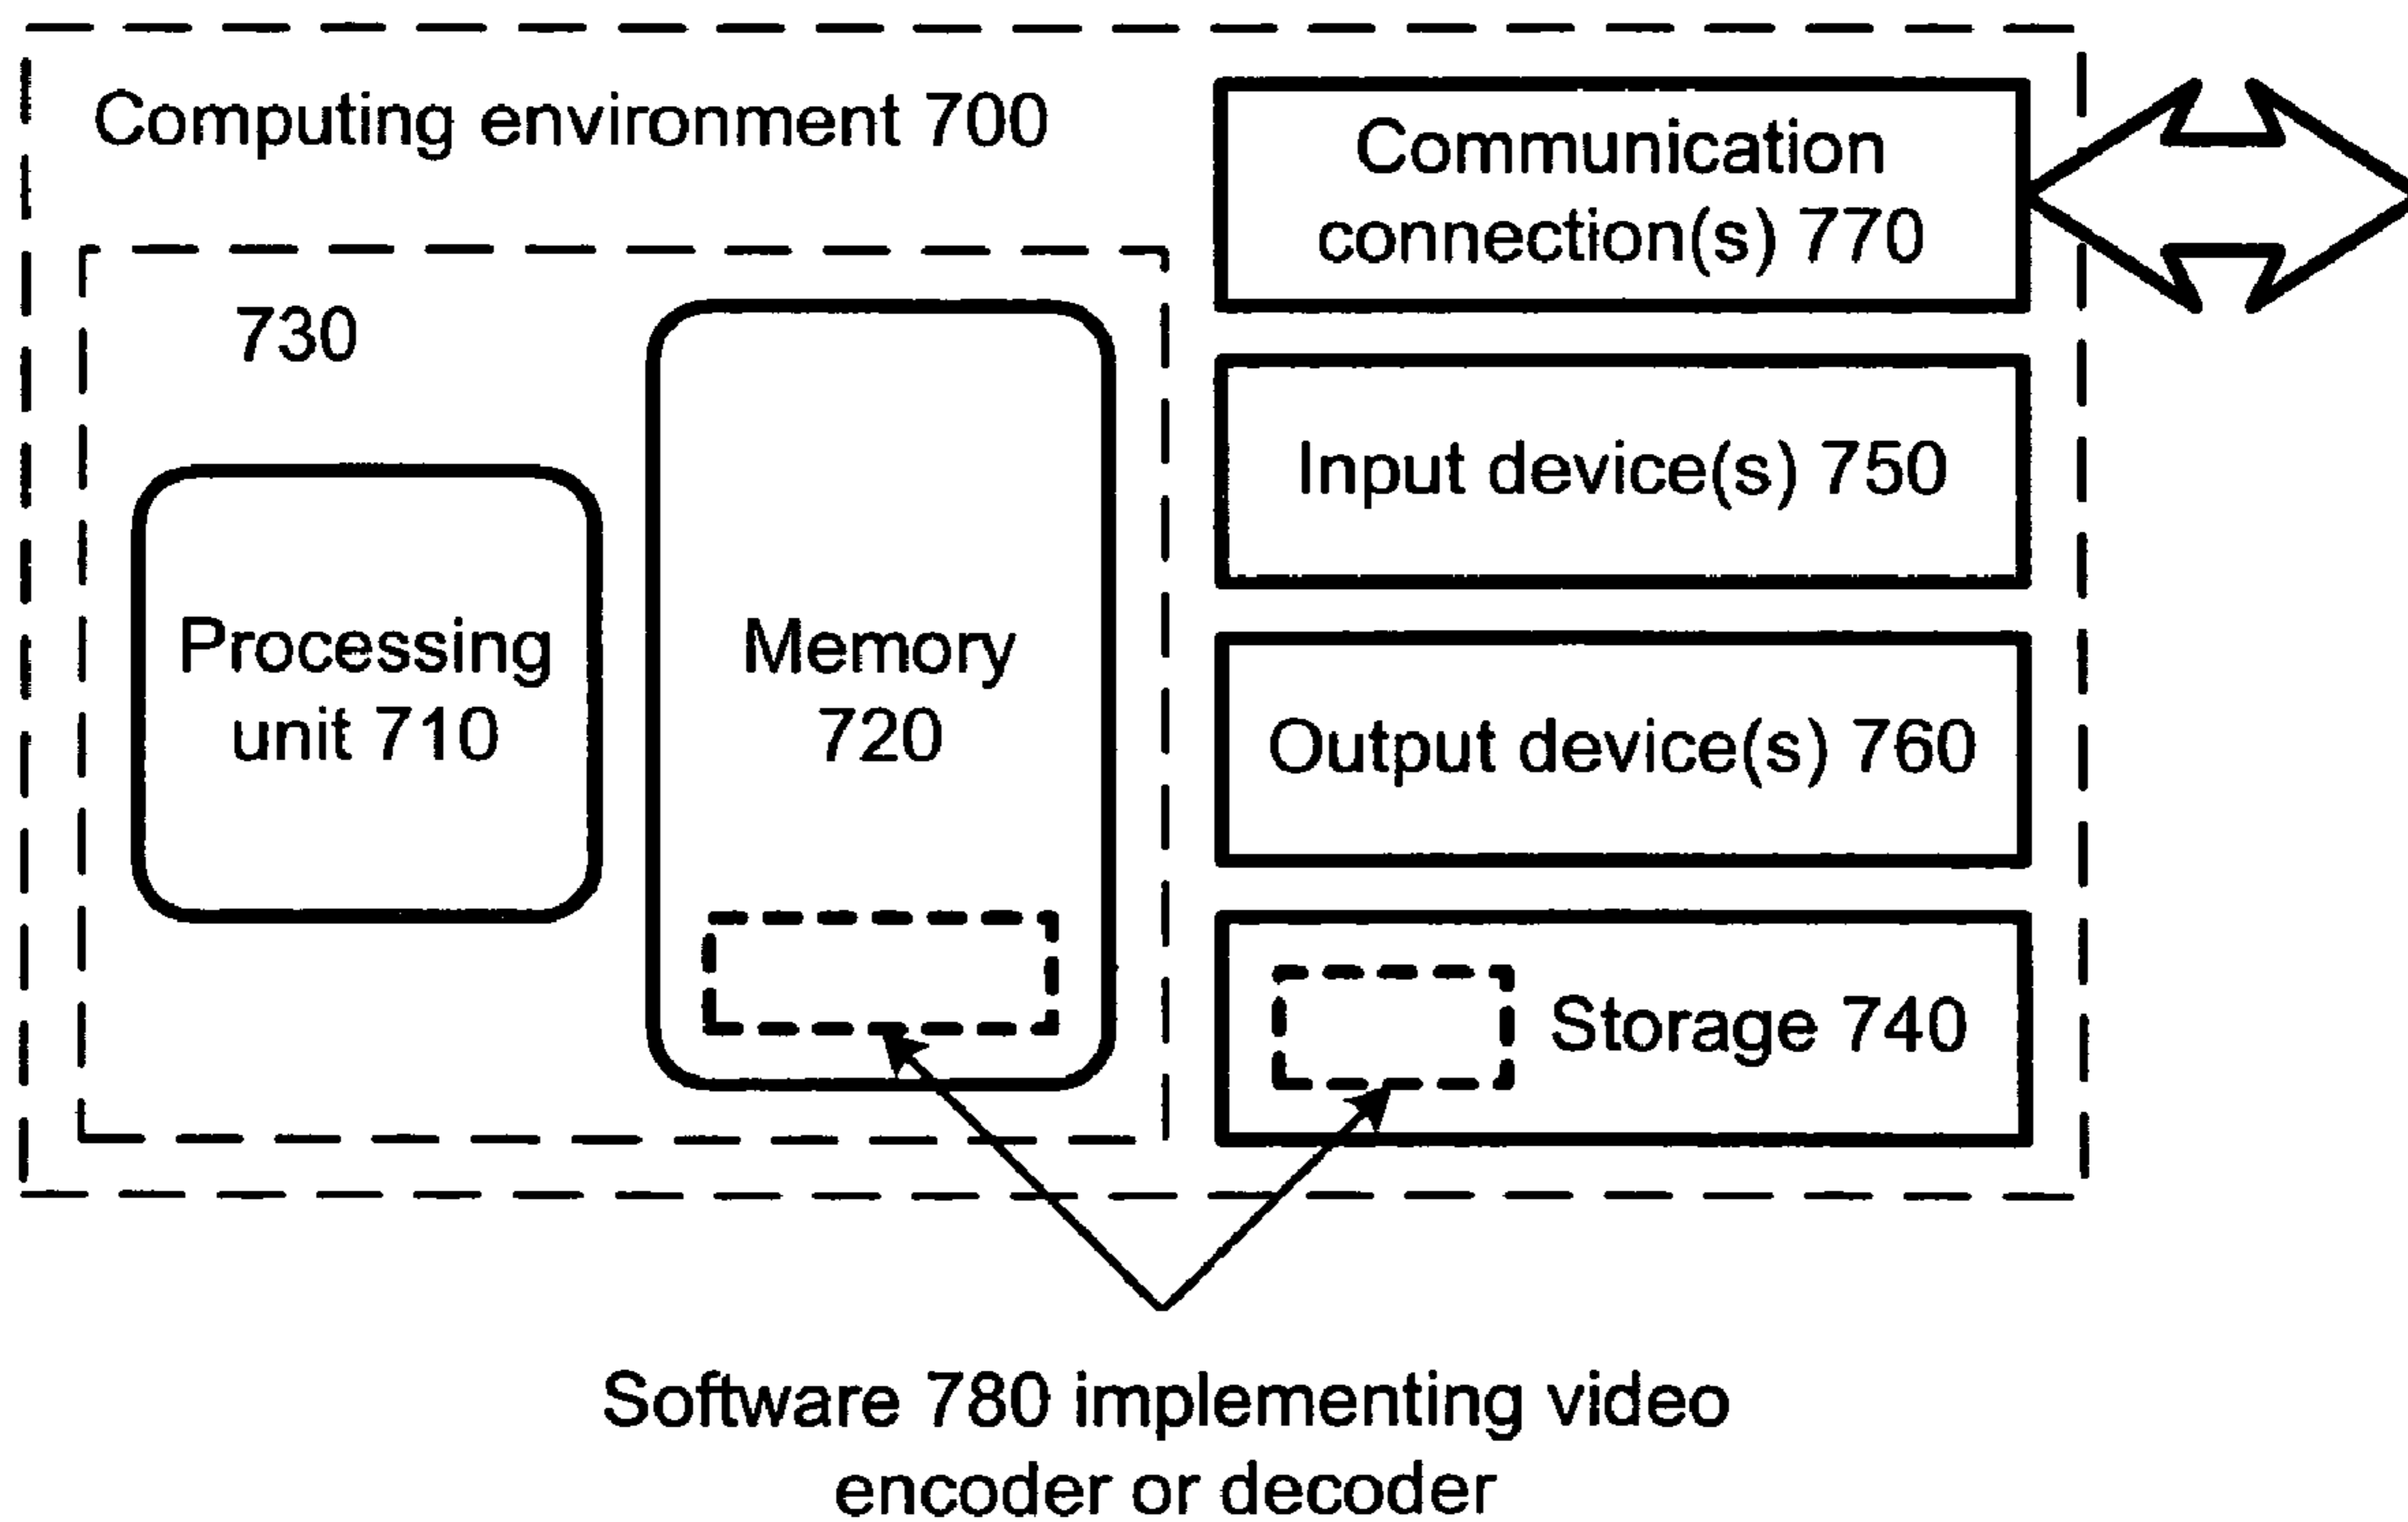 Computing environment 700
730
Processing
unit 710
Memory
720
Communication
connection(s) 770
Input device(s) 750
Output device(s) 760
Storage 740
Software 780 implementing video
encoder or decoder